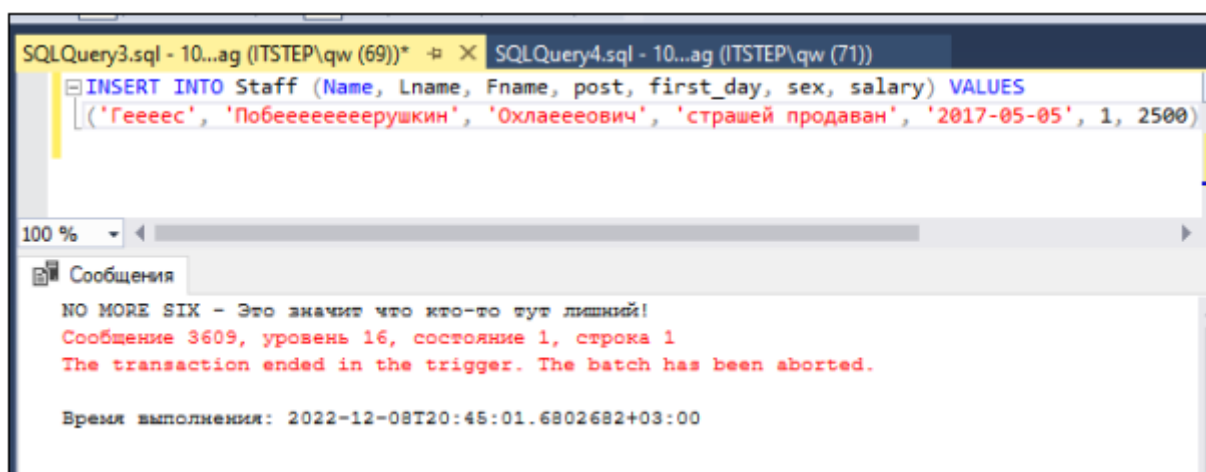 SQLQuery3.sql - 10...ag (ITSTEP\qw (69))* SQLQuery4.sql - 10...ag (ITSTEP\qw (71))
INSERT INTO Staff (Name, Lname, Fname, post, first_day, sex, salary) VALUES
('Геееес', 'Побееееееeерушкин', 'Охлаееeович', 'страшей продаван', '2017-05-05', 1, 2500)
100 %
Сообщения
NO MORE SIX - Это значит что кто-то тут лишний!
Сообщение 3609, уровень 16, состояние 1, строка 1
The transaction ended in the trigger. The batch has been aborted.
Время выполнения: 2022-12-08T20:45:01.6802682+03:00